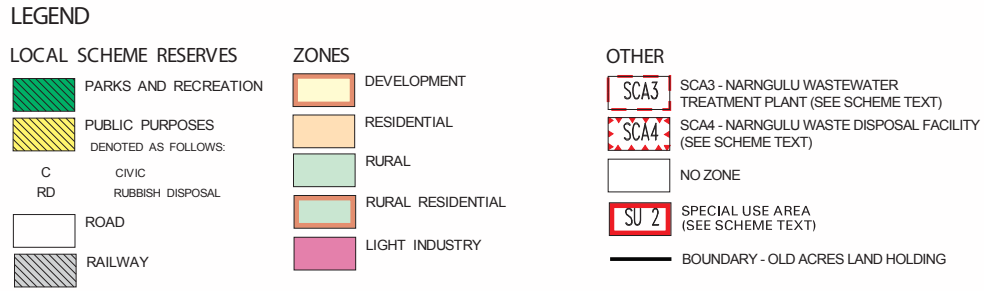 LEGEND
LOCAL SCHEME RESERVES
PARKS AND RECREATION
PUBLIC PURPOSES
DENOTED AS FOLLOWS:
C CIVIC
RD RUBBISH DISPOSAL
ROAD
RAILWAY
ZONES
DEVELOPMENT
RESIDENTIAL
RURAL
RURAL RESIDENTIAL
LIGHT INDUSTRY
OTHER
SCA3 SCA3 - NARNGULU WASTEWATER
TREATMENT PLANT (SEE SCHEME TEXT)
SCA4 SCA4 - NARNGULU WASTE DISPOSAL FACILITY
(SEE SCHEME TEXT)
NO ZONE
SU 2 SPECIAL USE AREA
(SEE SCHEME TEXT)
BOUNDARY - OLD ACRES LAND HOLDING